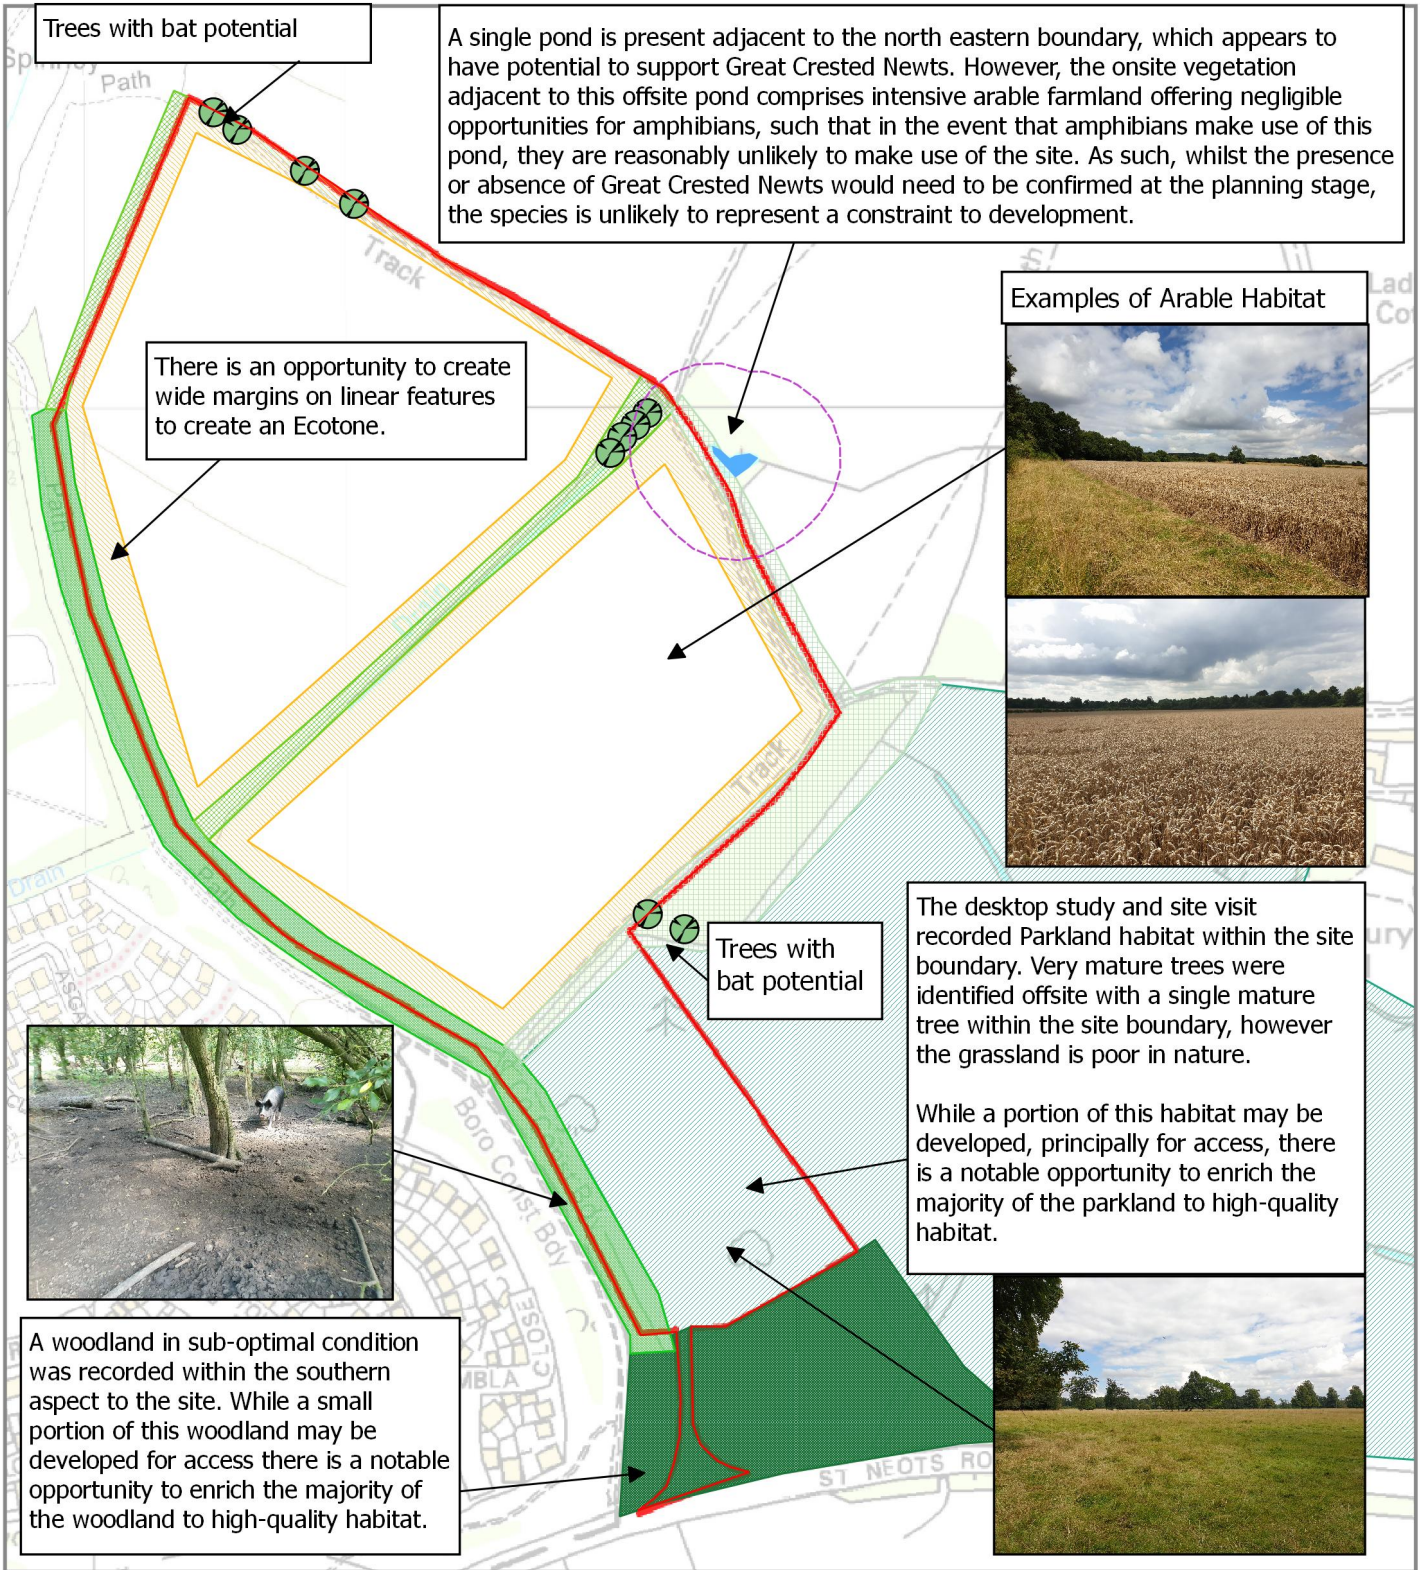 Trees with bat potential
A single pond is present adjacent to the north eastern boundary, which appears to
have potential to support Great Crested Newts. However, the onsite vegetation
adjacent to this offsite pond comprises intensive arable farmland offering negligible
opportunities for amphibians, such that in the event that amphibians make use of this
pond, they are reasonably unlikely to make use of the site. As such, whilst the presence
or absence of Great Crested Newts would need to be confirmed at the planning stage,
the species is unlikely to represent a constraint to development.
Path
Track
Examples of Arable Habitat
There is an opportunity to create
wide margins on linear features
to create an Ecotone.
Path
Track
Drain
Path
Trees with
bat potential
The desktop study and site visit
recorded Parkland habitat within the site
boundary. Very mature trees were
identified offsite with a single mature
tree within the site boundary, however
the grassland is poor in nature.
While a portion of this habitat may be
developed, principally for access, there
is a notable opportunity to enrich the
majority of the parkland to high-quality
habitat.
Boro Const Bdy
CLOSE
A woodland in sub-optimal condition
was recorded within the southern
aspect to the site. While a small
portion of this woodland may be
developed for access there is a notable
opportunity to enrich the majority of
the woodland to high-quality habitat.
ST NEOTS RO